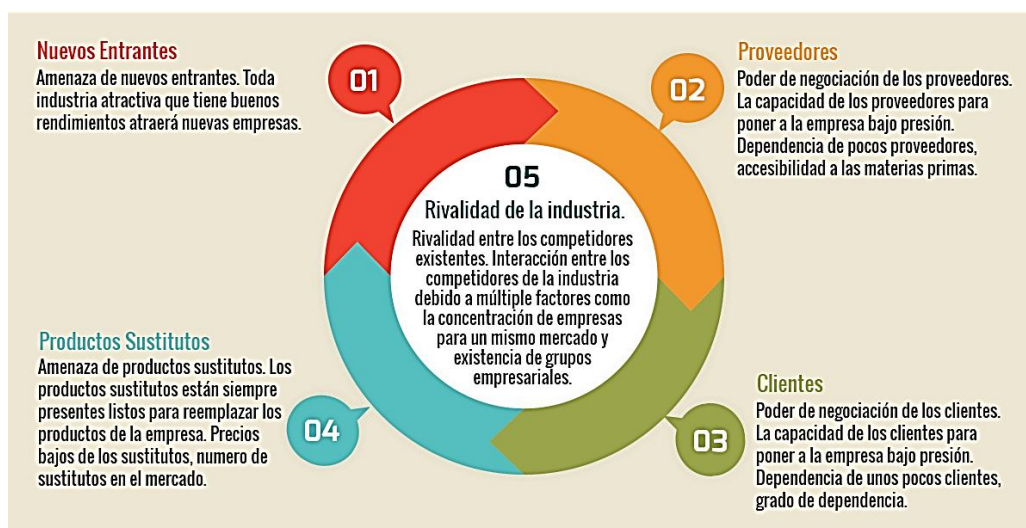 Nuevos Entrantes
Amenaza de nuevos entrantes. Toda
industria atractiva que tiene buenos
rendimientos atraerá nuevas empresas.
01
02
Proveedores
Poder de negociación de los proveedores.
La capacidad de los proveedores para
poner a la empresa bajo presión.
Dependencia de pocos proveedores,
accesibilidad a las materias primas.
05
Rivalidad de la industria.
Rivalidad entre los competidores
existentes. Interacción entre los
competidores de la industria
debido a múltiple factores como
la concentración de empresas
para un mismo mercado y
existencia de grupos
empresariales.
Productos Sustitutos
Amenaza de productos sustitutos. Los
productos sustitutos están siempre
presentes listos para reemplazar los
productos de la empresa. Precios
bajos de los sustitutos, numero de
sustitutos en el mercado.
04
03
Clientes
Poder de negociación de los clientes.
La capacidad de los clientes para
poner a la empresa bajo presión.
Dependencia de unos pocos clientes,
grado de dependencia.